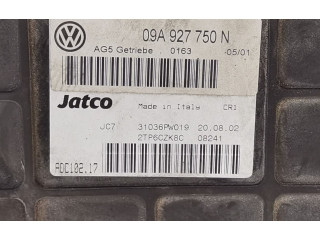 09A 927 750 N
AG5 Getriebe 0163 -05/01
Jatco Made in Italy CRI
JC7 31036PW019 20.08.02
2TP6CZK8C 08241
ADC102.17